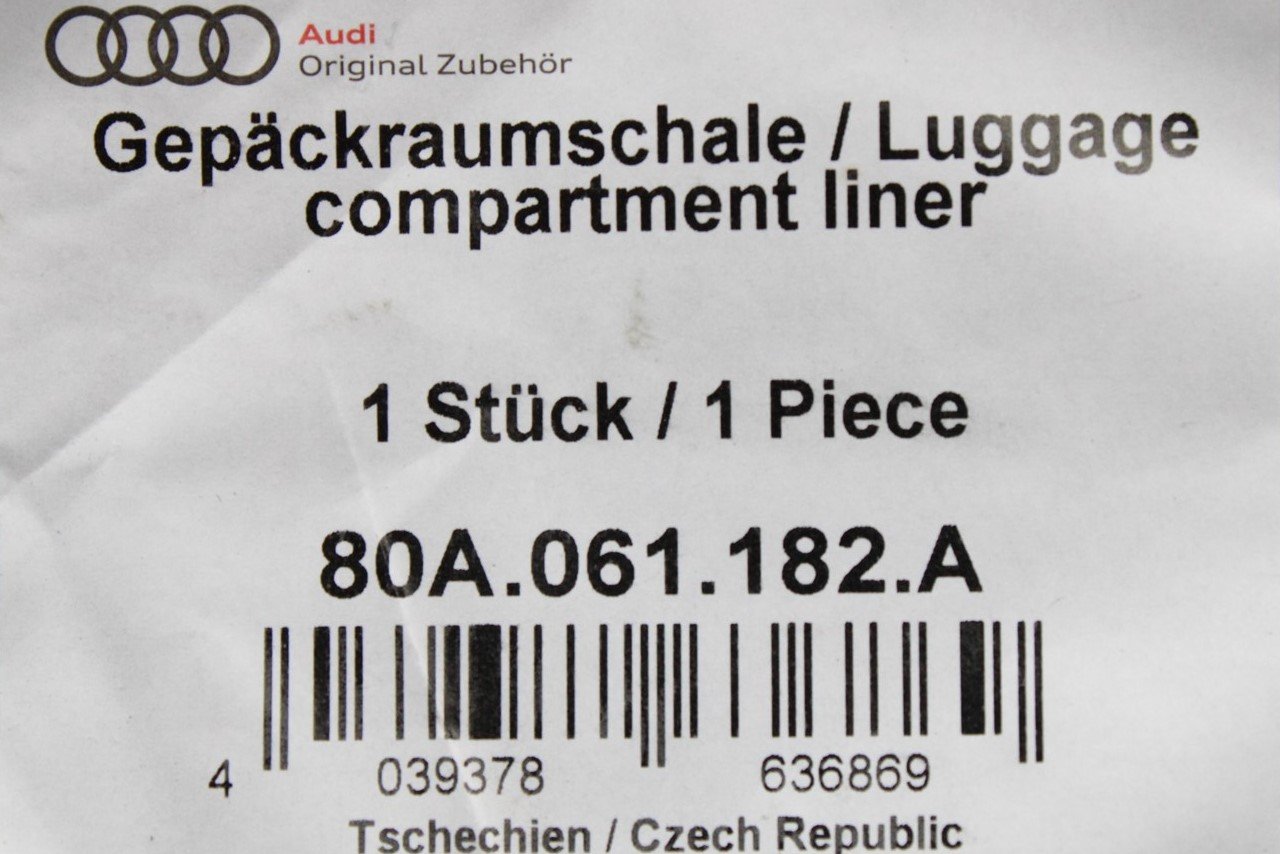 Audi
Original Zubehör
Gepäckraumschale / Luggage
compartment liner
1 Stück / 1 Piece
80A.061.182.A
4 039378 636869
Tschechien / Czech Republic